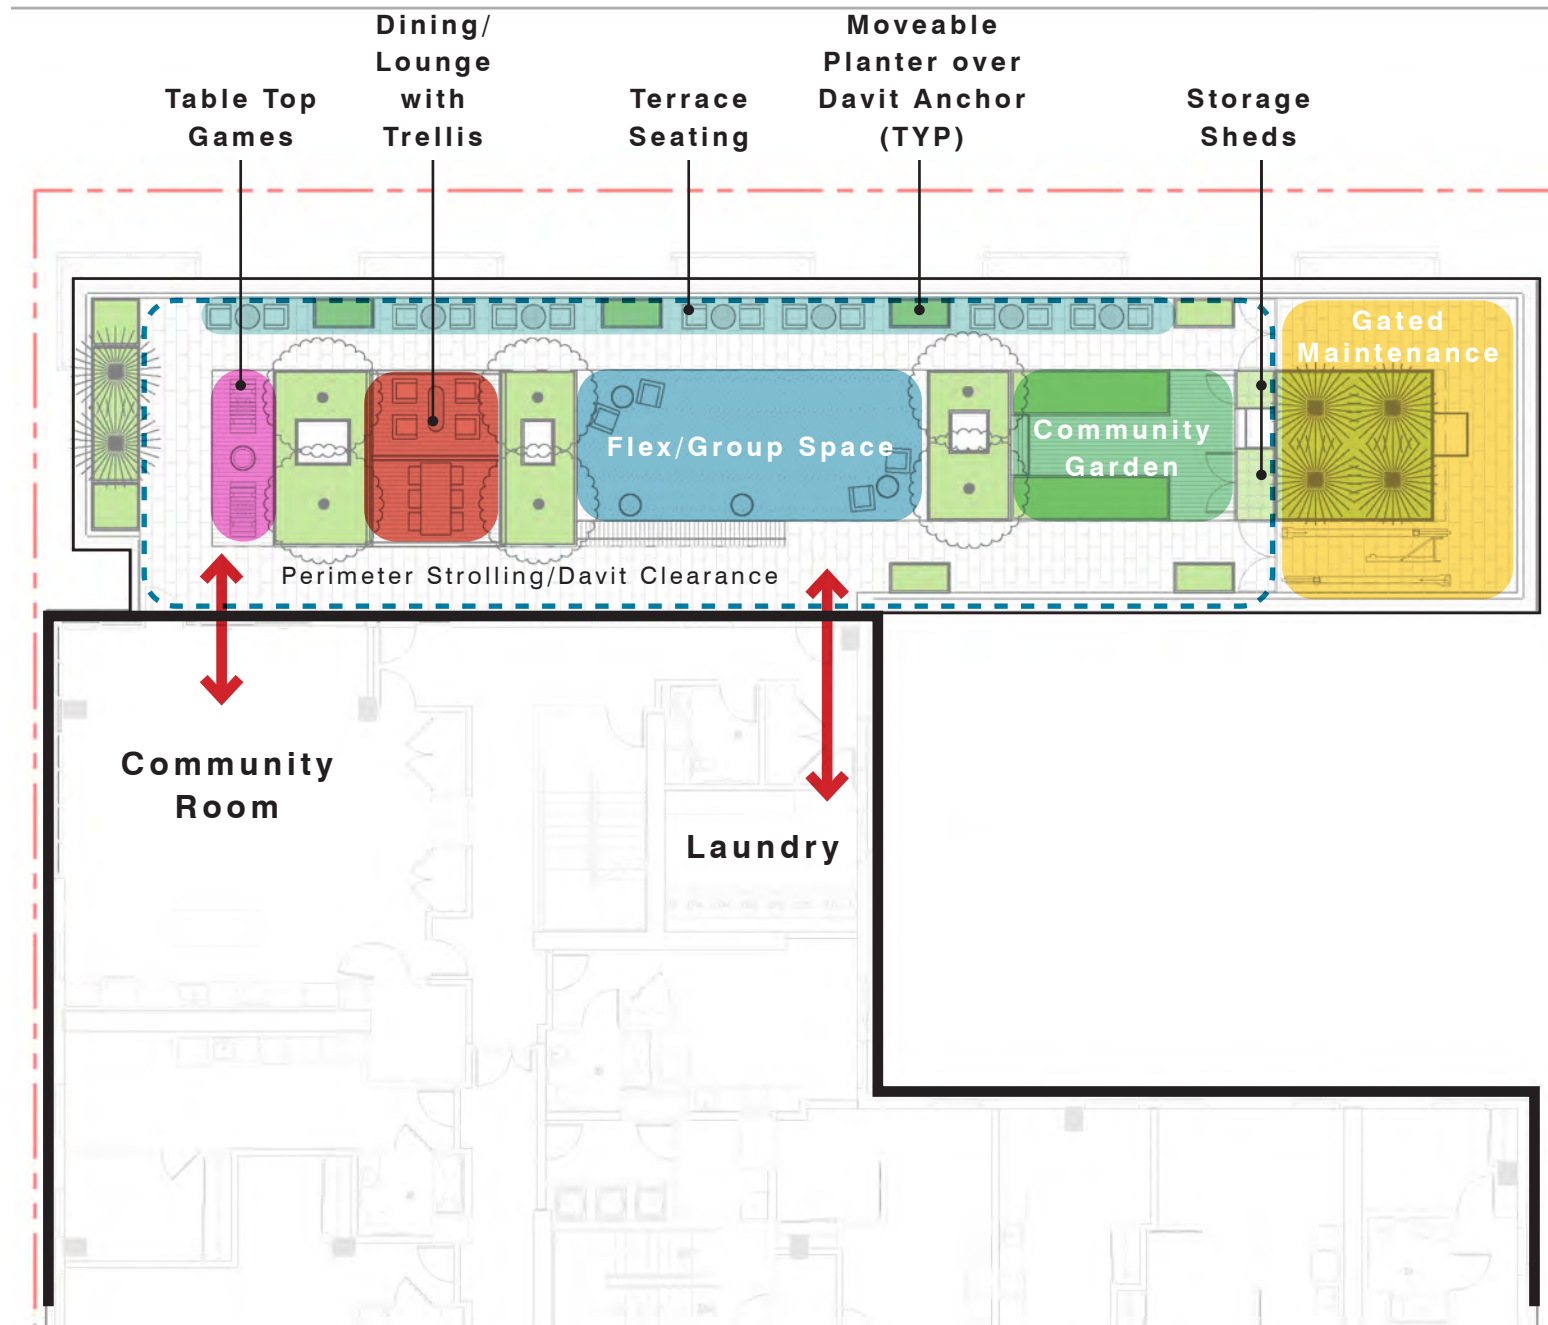 Dining/
Lounge
with
Trellis
Moveable
Planter over
Davit Anchor
(TYP)
Table Top
Games
Terrace
Seating
Storage
Sheds
Gated
Maintenance
Flex/Group Space
Community
Garden
Perimeter Strolling/Davit Clearance
Community
Room
Laundry